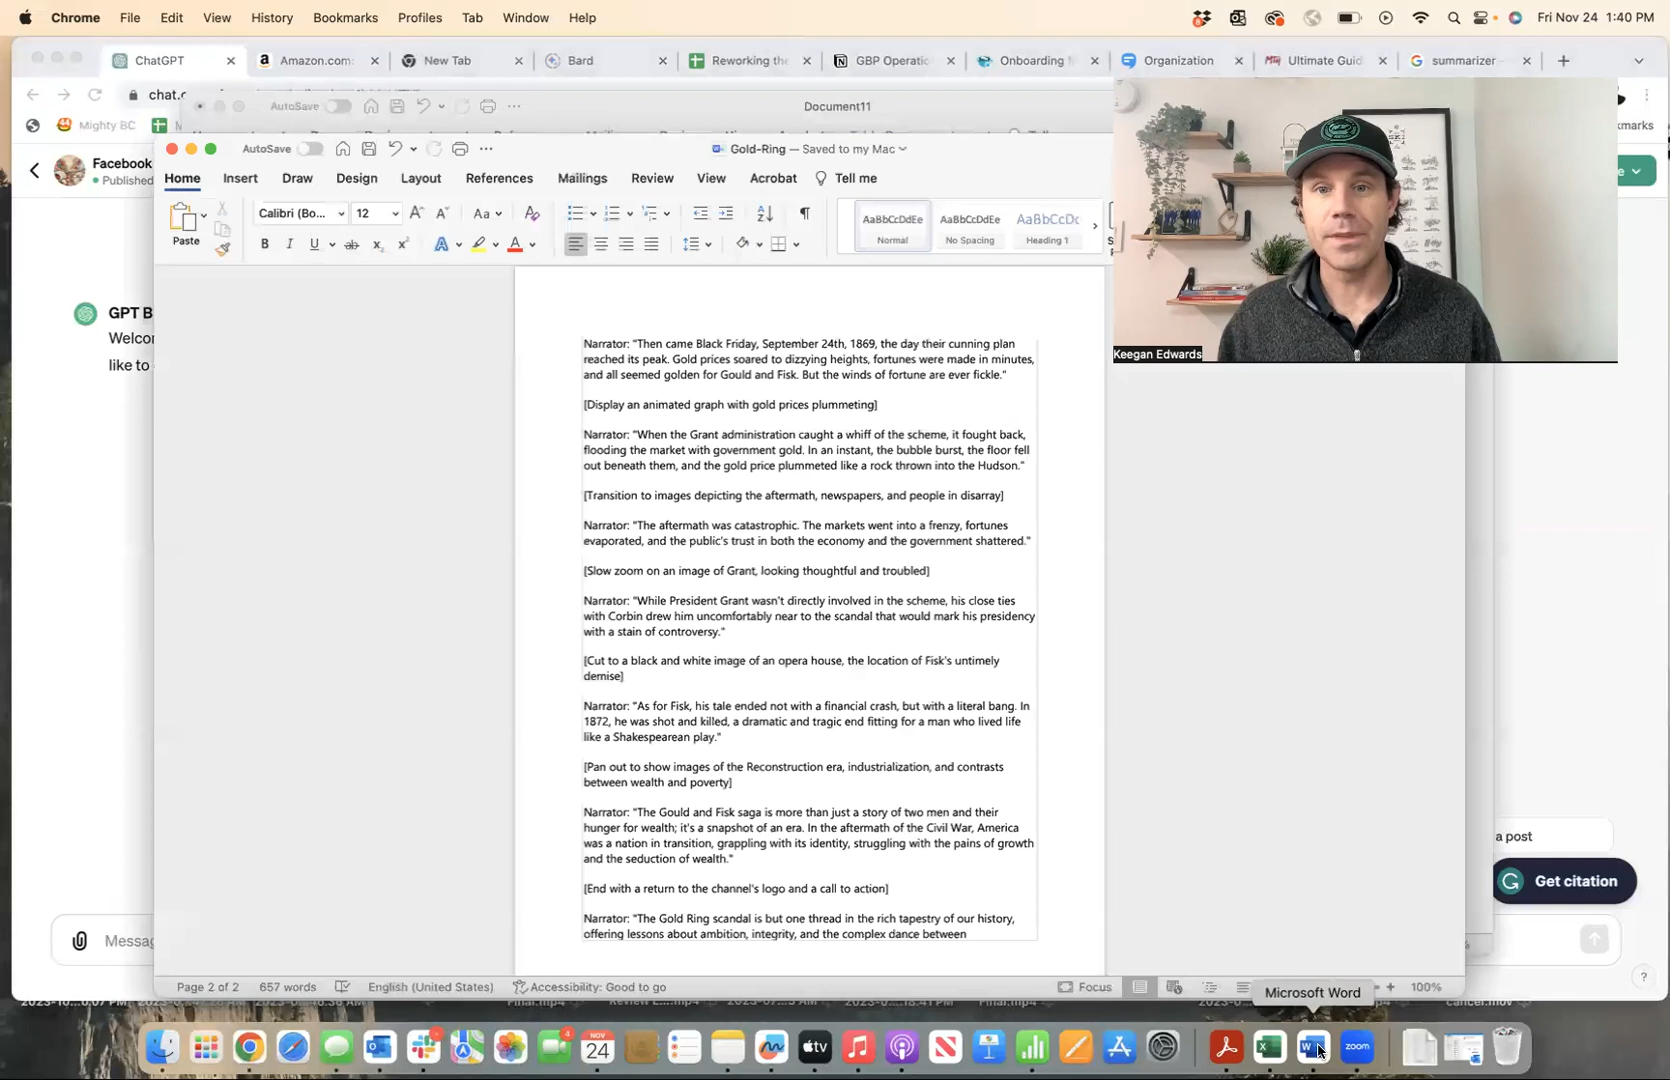 Chrome File Edit View History Bookmarks Profiles Tab Window Help Fri Nov 24 1:40 PM
ChatGPT Amazon.com: New Tab Bard Reworking the GBP Operatio Onboarding Organization Ultimate Guid summarizer -
chat.
AutoSave Document11
Mighty BC
AutoSave Gold-Ring — Saved to my Mac
Facebook
Published
Home Insert Draw Design Layout References Mailings Review View Acrobat Tell me
Paste
Calibri (Bo... 12 Aa
AaBbCcDdEe AaBbCcDdEe AaBbCcDc
Normal No Spacing Heading 1
Keegan Edwards
GPT B
Welcor
like to
Narrator: "Then came Black Friday, September 24th, 1869, the day their cunning plan
reached its peak. Gold prices soared to dizzying heights, fortunes were made in minutes,
and all seemed golden for Gould and Fisk. But the winds of fortune are ever fickle."
[Display an animated graph with gold prices plummeting]
Narrator: "When the Grant administration caught a whiff of the scheme, it fought back,
flooding the market with government gold. In an instant, the bubble burst, the floor fell
out beneath them, and the gold price plummeted like a rock thrown into the Hudson."
[Transition to images depicting the aftermath, newspapers, and people in disarray]
Narrator: "The aftermath was catastrophic. The markets went into a frenzy, fortunes
evaporated, and the public's trust in both the economy and the government shattered."
[Slow zoom on an image of Grant, looking thoughtful and troubled]
Narrator: "While President Grant wasn't directly involved in the scheme, his close ties
with Corbin drew him uncomfortably near to the scandal that would mark his presidency
with a stain of controversy."
[Cut to a black and white image of an opera house, the location of Fisk's untimely
demise]
Narrator: "As for Fisk, his tale ended not with a financial crash, but with a literal bang. In
1872, he was shot and killed, a dramatic and tragic end fitting for a man who lived life
like a Shakespearean play."
[Pan out to show images of the Reconstruction era, industrialization, and contrasts
between wealth and poverty]
Narrator: "The Gould and Fisk saga is more than just a story of two men and their
hunger for wealth; it's a snapshot of an era. In the aftermath of the Civil War, America
was a nation in transition, grappling with its identity, struggling with the pains of growth
and the seduction of wealth."
[End with a return to the channel's logo and a call to action]
Narrator: "The Gold Ring scandal is but one thread in the rich tapestry of our history,
offering lessons about ambition, integrity, and the complex dance between
a post
Get citation
Messa
Page 2 of 2 657 words English (United States) Accessibility: Good to go Focus 100%
Microsoft Word
NOV
24
tv
zoom